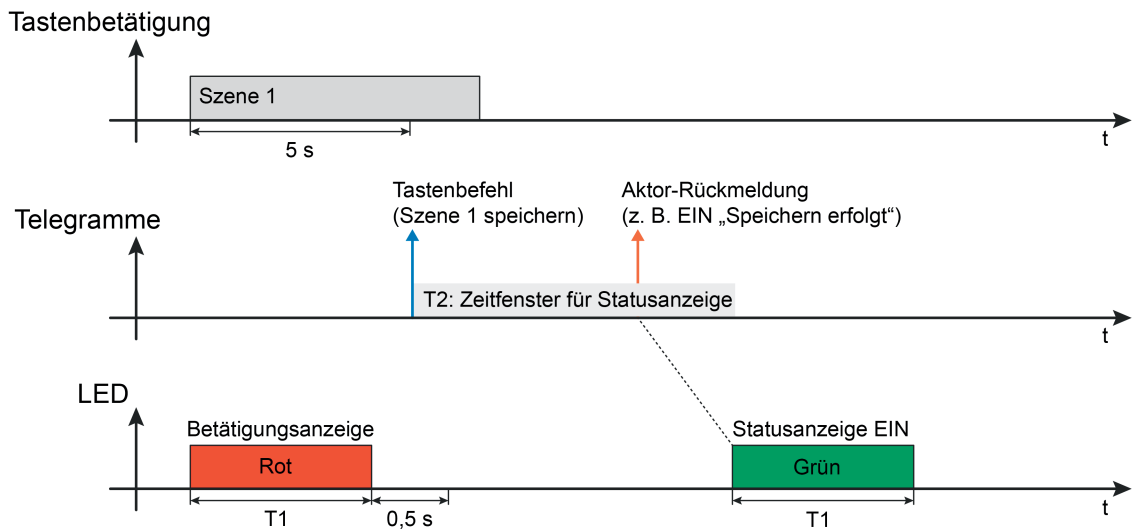 Tastenbetätigung
Szene 1
5 s
t
Tastenbefehl
(Szene 1 speichern)
Aktor-Rückmeldung
(z. B. EIN „Speichern erfolgt“)
Telegramme
T2: Zeitfenster für Statusanzeige
t
LED
Betätigungsanzeige
Statusanzeige EIN
Rot
Grün
T1
0,5 s
T1
t